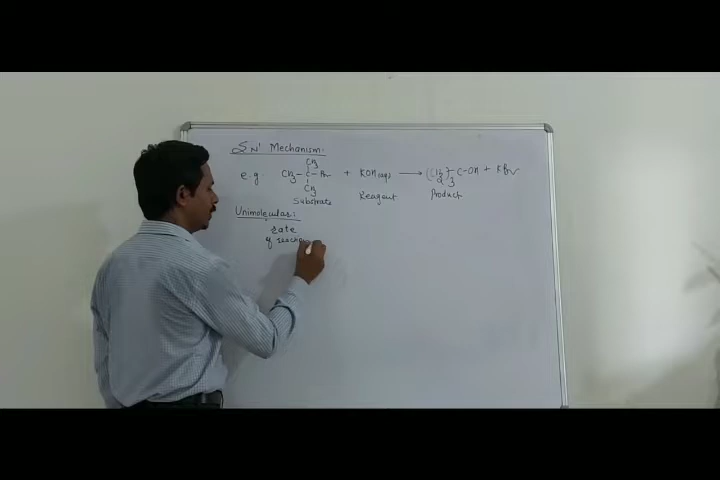 SN¹ Mechanism:
CH3
e.g CH3 - C - Br + KOH(aq) → (CH3)3 - C - OH + KBr
CH3
Substrate Reagent Product
Unimolecular:
rate
of reaction